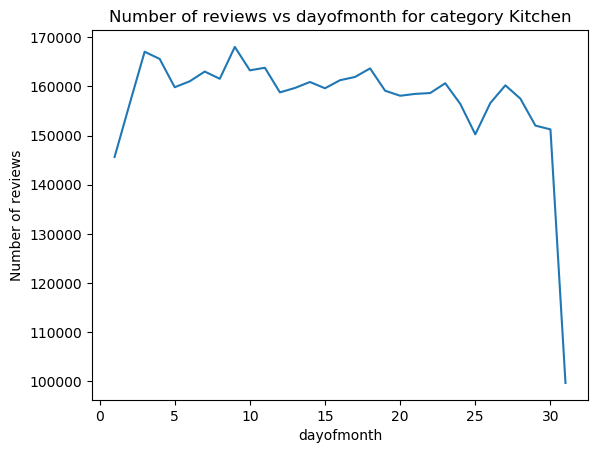 Number of reviews vs dayofmonth for category Kitchen
170000
160000
150000
140000
130000
120000
110000
100000
Number of reviews
0 5 10 15 20 25 30
dayofmonth